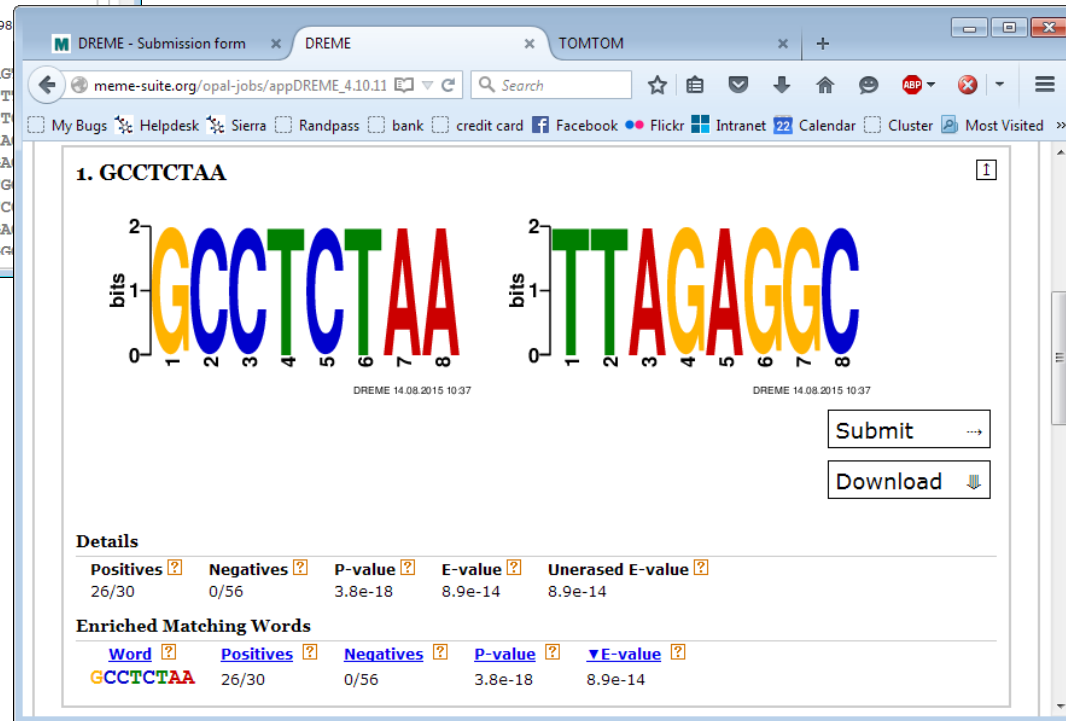 DREME - Submission form × DREME × TOMTOM × +
meme-suite.org/opal-jobs/appDREME_4.10.11 Search ABP
My Bugs Helpdesk Sierra Randpass bank credit card Facebook Flickr Intranet 22 Calendar Cluster Most Visited »
1. GCCTCTAA
2 bits 1 0 GCCTCTAA 1 2 3 4 5 6 7 8
DREME 14.08.2015 10:37
2 bits 1 0 TTAGAGGC 1 2 3 4 5 6 7 8
DREME 14.08.2015 10:37
Submit
Download
Details
Positives ? Negatives ? P-value ? E-value ? Unerased E-value ?
26/30 0/56 3.8e-18 8.9e-14 8.9e-14
Enriched Matching Words
Word ? Positives ? Negatives ? P-value ? ▼E-value ?
GCCTCTAA 26/30 0/56 3.8e-18 8.9e-14